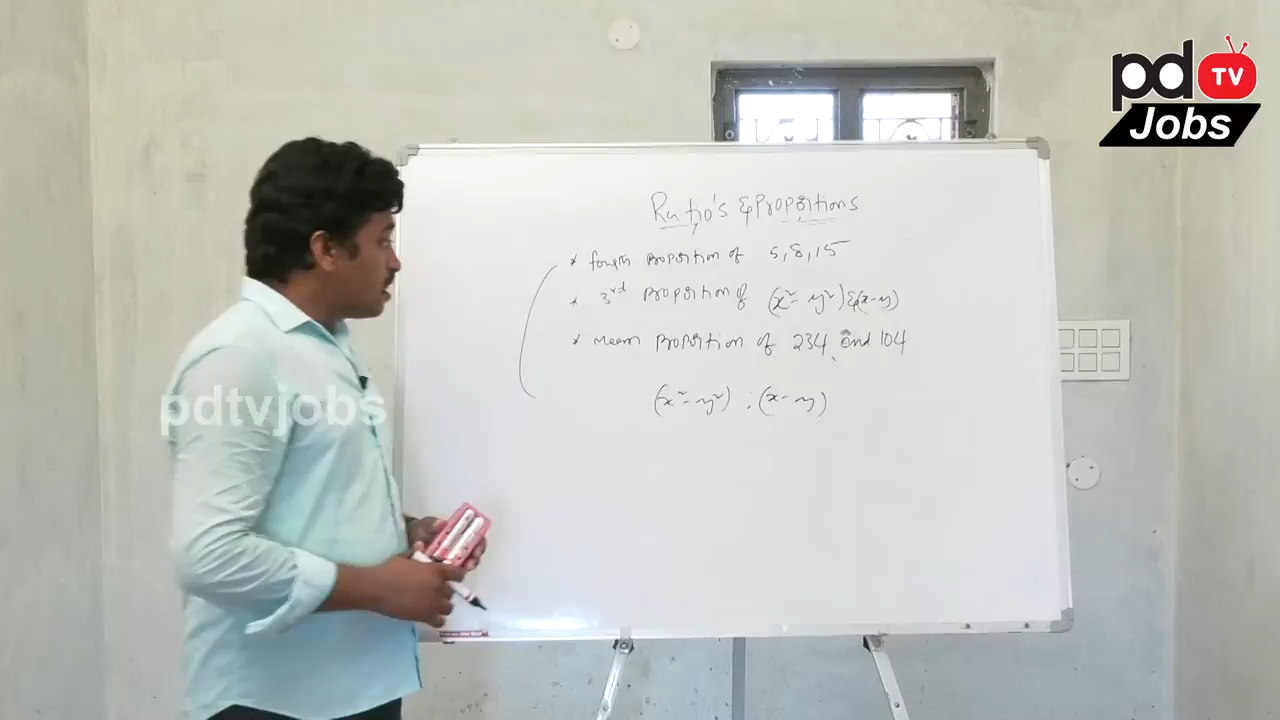 pd TV
Jobs
Ratio's & Proportions
* fourth proportion of 5, 8, 15
* 3rd proportion of (x² - y²) & (x-y)
* Mean proportion of 234 and 104
(x² - y²) : (x - y)
pdtvjobs